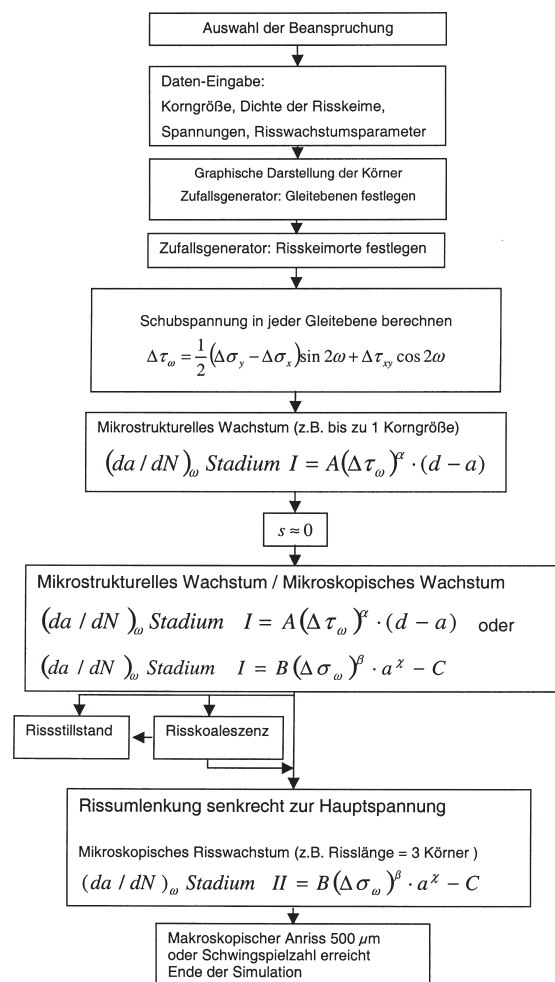 Auswahl der Beanspruchung
Daten-Eingabe:
Korngröße, Dichte der Risskeime,
Spannungen, Risswachstumsparameter
Graphische Darstellung der Körner
Zufallsgenerator: Gleitebenen festlegen
Zufallsgenerator: Risskeimorte festlegen
Schubspannung in jeder Gleitebene berechnen
Δτ_ω = 1/2 (Δσ_y − Δσ_x) sin 2ω + Δτ_xy cos 2ω
Mikrostrukturelles Wachstum (z.B. bis zu 1 Korngröße)
(da / dN)_ω Stadium I = A(Δτ_ω)^α · (d − a)
s ≈ 0
Mikrostrukturelles Wachstum / Mikroskopisches Wachstum
(da / dN)_ω Stadium I = A(Δτ_ω)^α · (d − a) oder
(da / dN)_ω Stadium I = B(Δσ_ω)^β · a^χ − C
Rissstillstand
Risskoaleszenz
Rissumlenkung senkrecht zur Hauptspannung
Mikroskopisches Risswachstum (z.B. Risslänge = 3 Körner )
(da / dN)_ω Stadium II = B(Δσ_ω)^β · a^χ − C
Makroskopischer Anriss 500 µm
oder Schwingspielzahl erreicht
Ende der Simulation